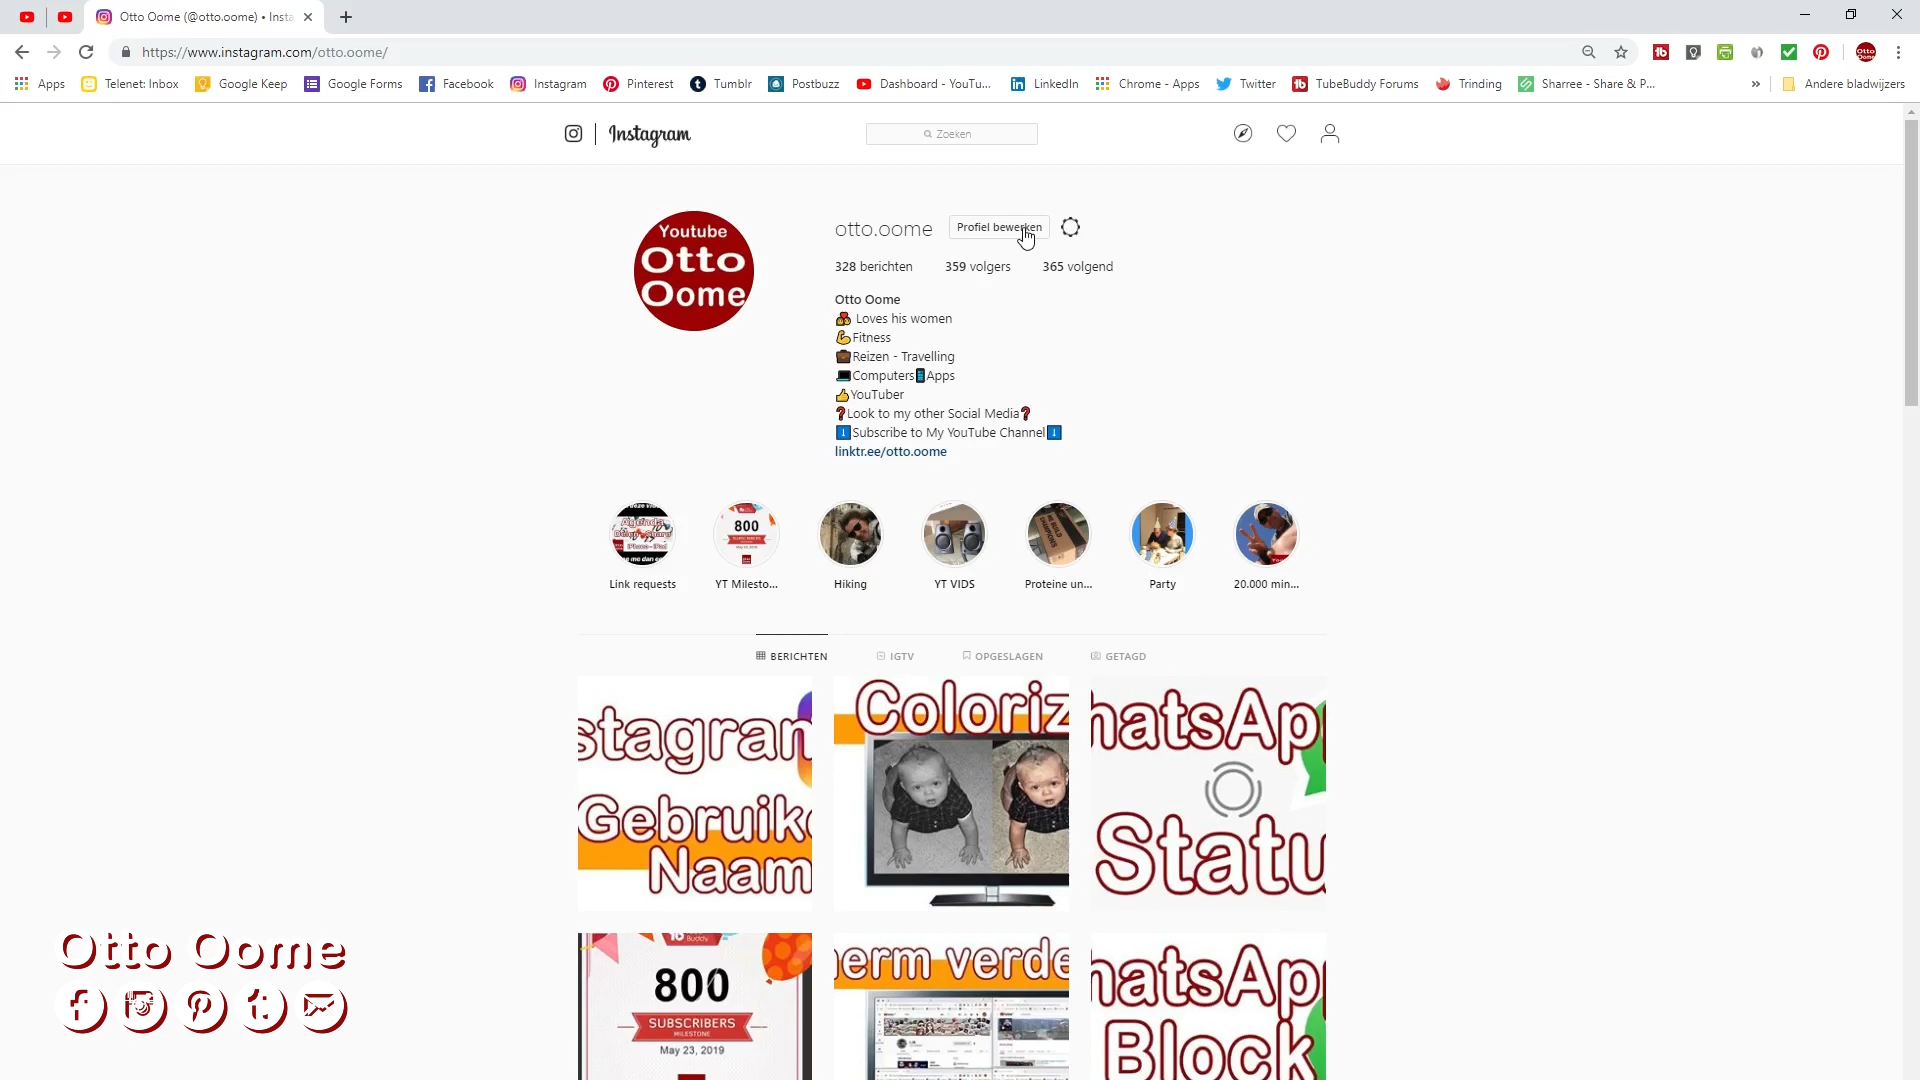 Otto Oome (@otto.oome) • Insta
https://www.instagram.com/otto.oome/
Apps
Telenet: Inbox
Google Keep
Google Forms
Facebook
Instagram
Pinterest
Tumblr
Postbuzz
Dashboard - YouTu...
LinkedIn
Chrome - Apps
Twitter
TubeBuddy Forums
Trinding
Sharree - Share & P...
»
Andere bladwijzers
Instagram
Zoeken
Youtube
Otto
Oome
otto.oome
Profiel bewerken
328 berichten
359 volgers
365 volgend
Otto Oome
Loves his women
💪Fitness
💼Reizen - Travelling
💻Computers📱Apps
👍YouTuber
❓Look to my other Social Media❓
⬇Subscribe to My YouTube Channel⬇
linktr.ee/otto.oome
800
Link requests
YT Milesto...
Hiking
YT VIDS
Proteine un...
Party
20.000 min...
BERICHTEN
IGTV
OPGESLAGEN
GETAGD
stagram
Gebruike
Naam
Coloriz
hatsApp
Statu
800
SUBSCRIBERS
MILESTONE
May 23, 2019
herm verde
hatsApp
Block
Otto Oome